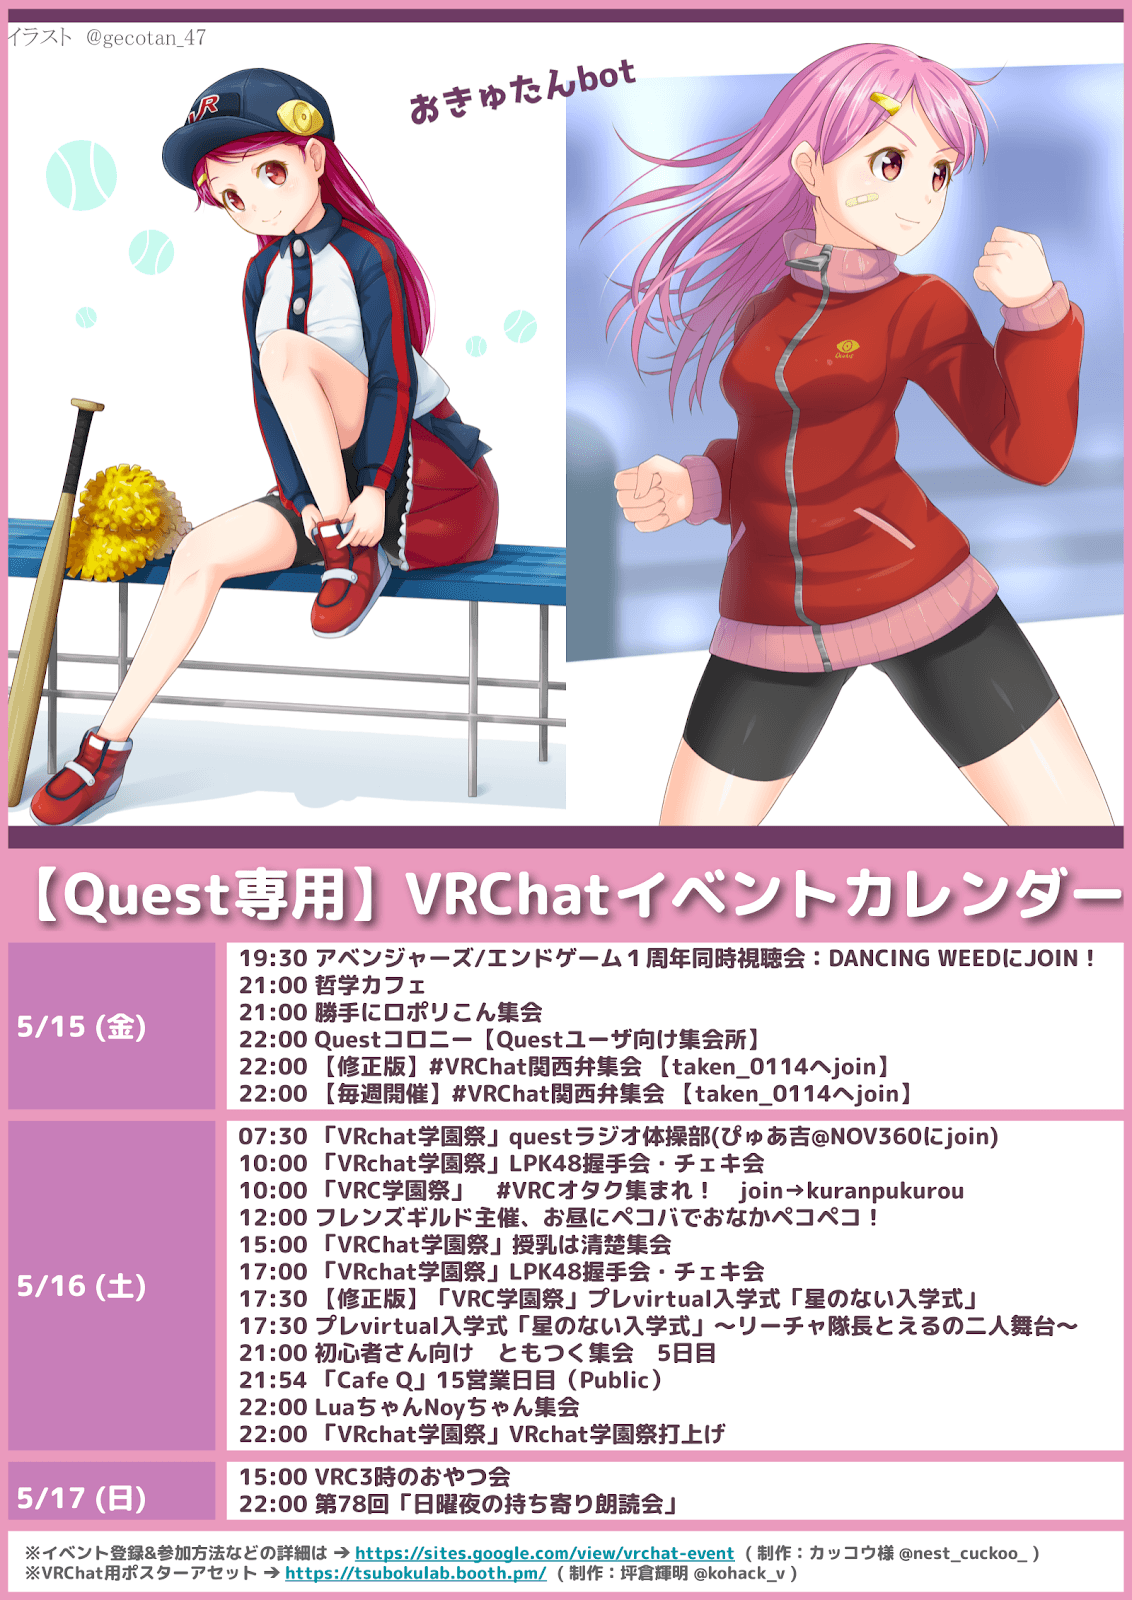 イラスト @gecotan_47
おきゅたんbot
VR
Quest
【Quest専用】VRChatイベントカレンダー
5/15 (金)
19:30 アベンジャーズ/エンドゲーム１周年同時視聴会：DANCING WEEDにJOIN！
21:00 哲学カフェ
21:00 勝手にロポリこん集会
22:00 Questコロニー【Questユーザ向け集会所】
22:00 【修正版】#VRChat関西弁集会 【taken_0114へjoin】
22:00 【毎週開催】#VRChat関西弁集会 【taken_0114へjoin】
5/16 (土)
07:30 「VRchat学園祭」questラジオ体操部(ぴゅあ吉@NOV360にjoin)
10:00 「VRchat学園祭」LPK48握手会・チェキ会
10:00 「VRC学園祭」　#VRCオタク集まれ！　join→kuranpukurou
12:00 フレンズギルド主催、お昼にペコバでおなかペコペコ！
15:00 「VRChat学園祭」授乳は清楚集会
17:00 「VRchat学園祭」LPK48握手会・チェキ会
17:30 【修正版】「VRC学園祭」プレvirtual入学式「星のない入学式」
17:30 プレvirtual入学式「星のない入学式」～リーチャ隊長とえるの二人舞台～
21:00 初心者さん向け　ともつく集会　5日目
21:54 「Cafe Q」15営業日目（Public）
22:00 LuaちゃんNoyちゃん集会
22:00 「VRchat学園祭」VRchat学園祭打上げ
5/17 (日)
15:00 VRC3時のおやつ会
22:00 第78回「日曜夜の持ち寄り朗読会」
※イベント登録&参加方法などの詳細は ➔ https://sites.google.com/view/vrchat-event （制作：カッコウ様 @nest_cuckoo_）
※VRChat用ポスターアセット ➔ https://tsubokulab.booth.pm/ （制作：坪倉輝明 @kohack_v）